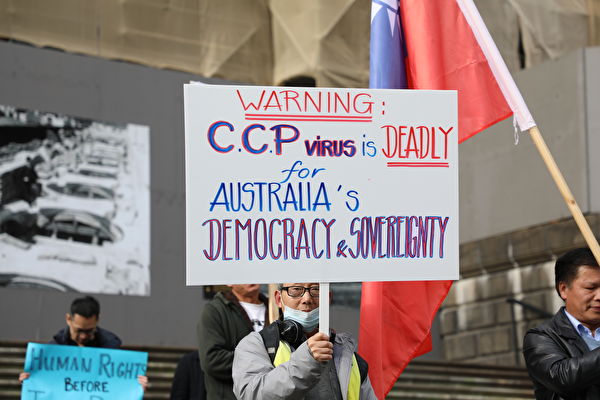 WARNING:
C.C.P VIRUS is DEADLY
for
AUSTRALIA'S
DEMOCRACY & SOVEREIGNTY
HUMAN RIGHTS
BEFORE